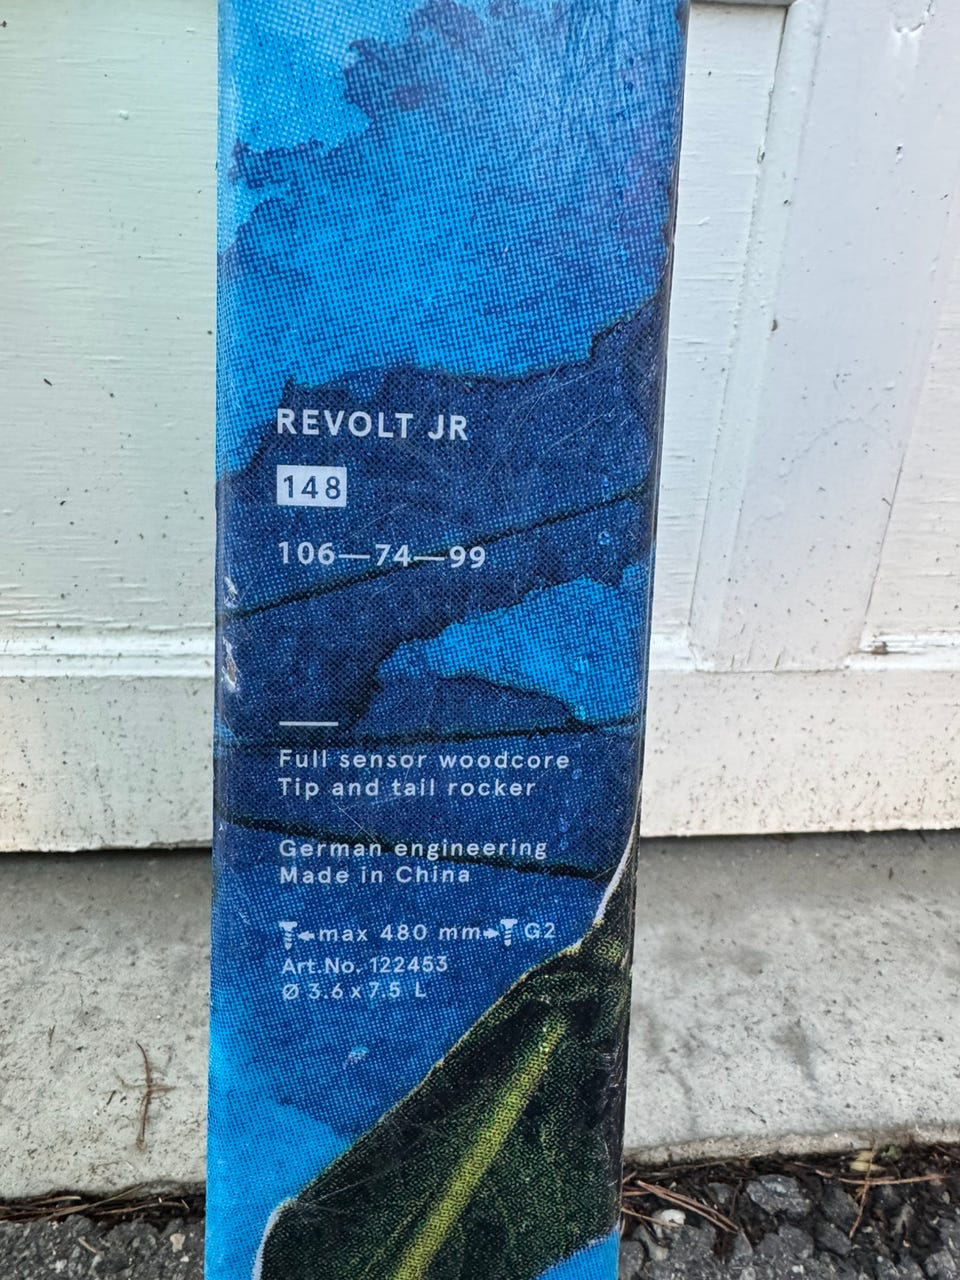 REVOLT JR
148
106—74—99
Full sensor woodcore
Tip and tail rocker
German engineering
Made in China
max 480 mm G2
Art.No. 122453
Ø 3.6x7.5 L